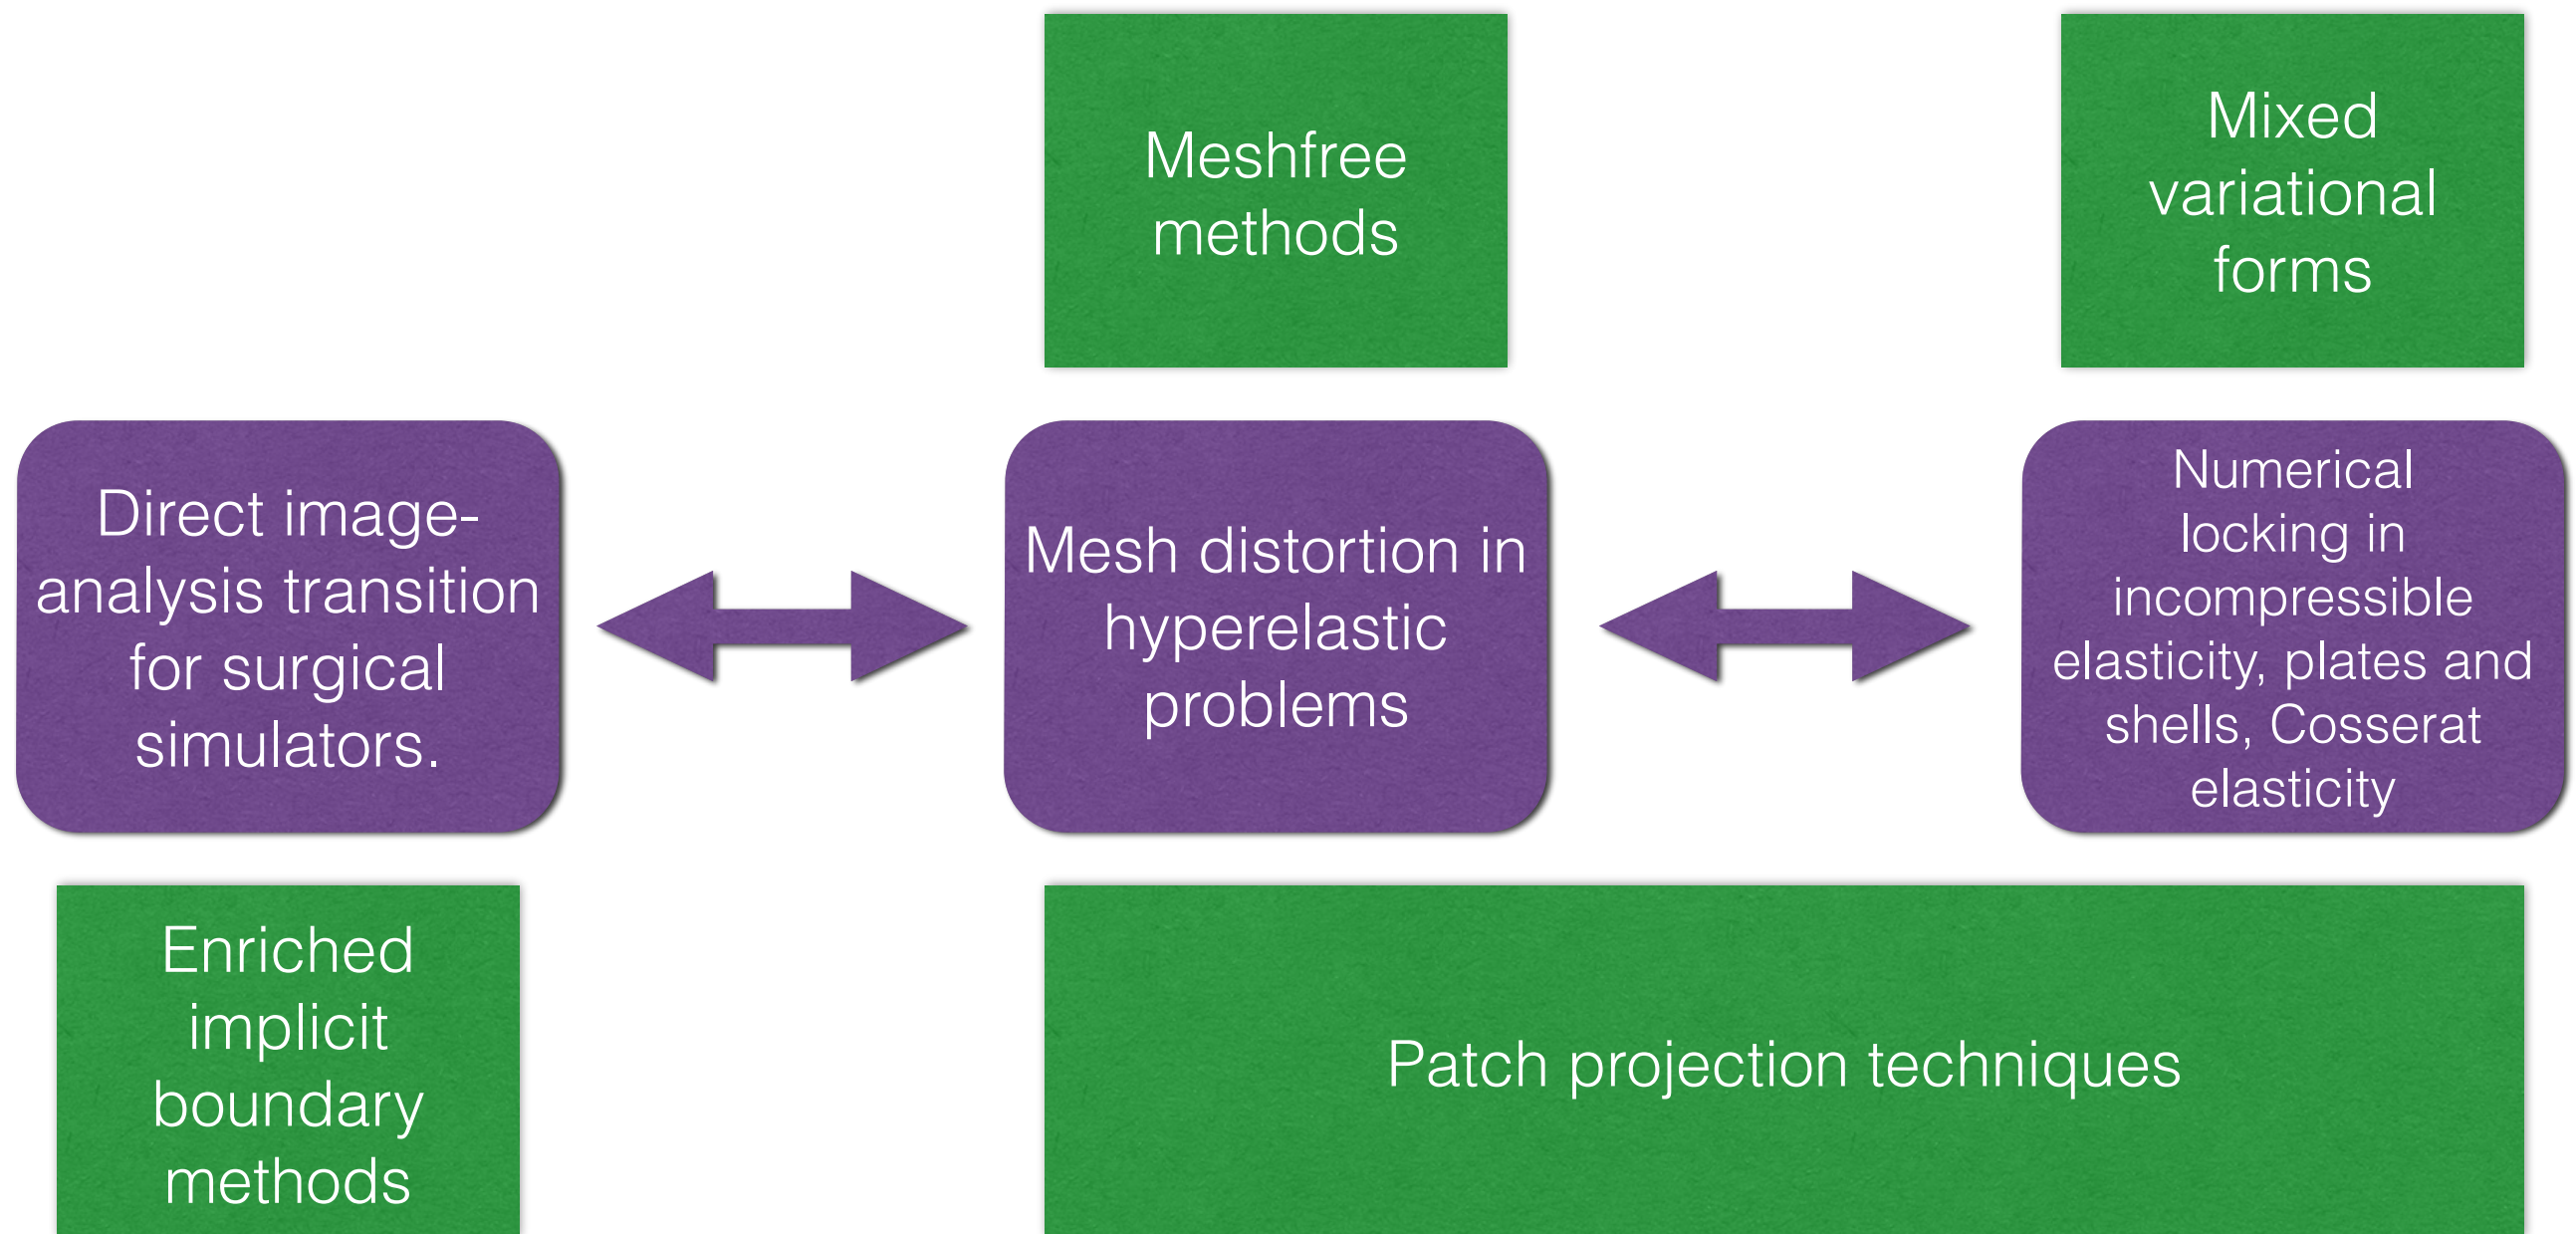 Meshfree
methods
Mixed
variational
forms
Direct image-
analysis transition
for surgical
simulators.
Mesh distortion in
hyperelastic
problems
Numerical
locking in
incompressible
elasticity, plates and
shells, Cosserat
elasticity
Enriched
implicit
boundary
methods
Patch projection techniques